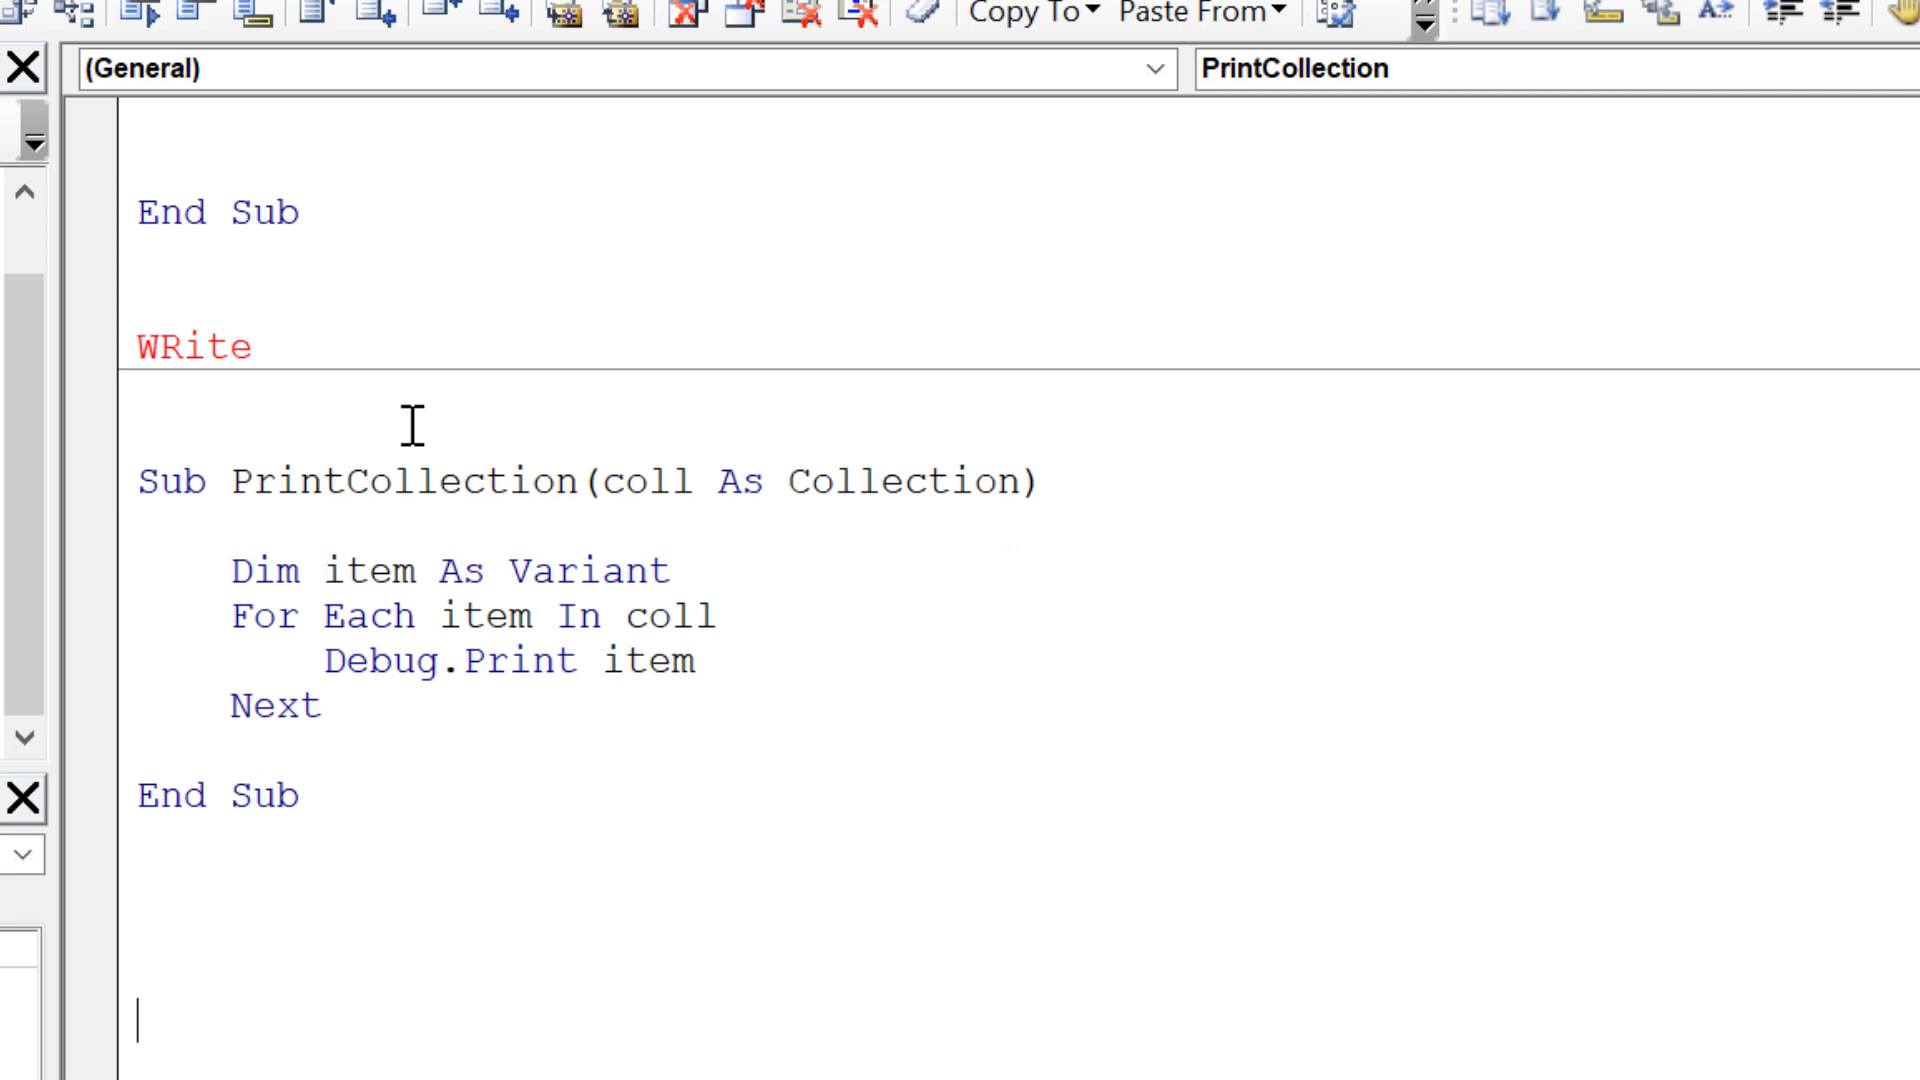 Copy To Paste From
(General) PrintCollection
End Sub
WRite
Sub PrintCollection(coll As Collection)
Dim item As Variant
For Each item In coll
Debug.Print item
Next
End Sub